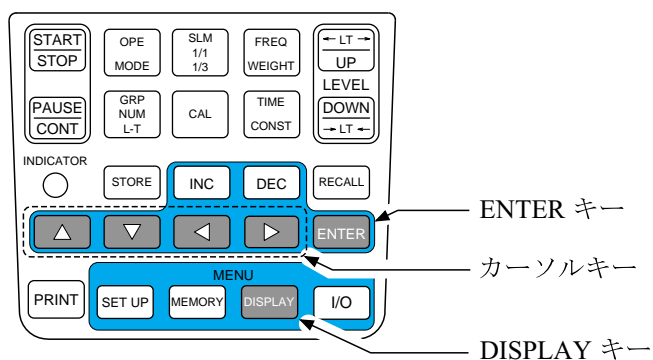 START
STOP
OPE
MODE
SLM
1/1
1/3
FREQ
WEIGHT
← LT →
UP
LEVEL
PAUSE
CONT
GRP
NUM
L-T
CAL
TIME
CONST
DOWN
→ LT ←
INDICATOR
STORE
INC
DEC
RECALL
ENTER
ENTER キー
カーソルキー
MENU
PRINT
SET UP
MEMORY
DISPLAY
I/O
DISPLAY キー